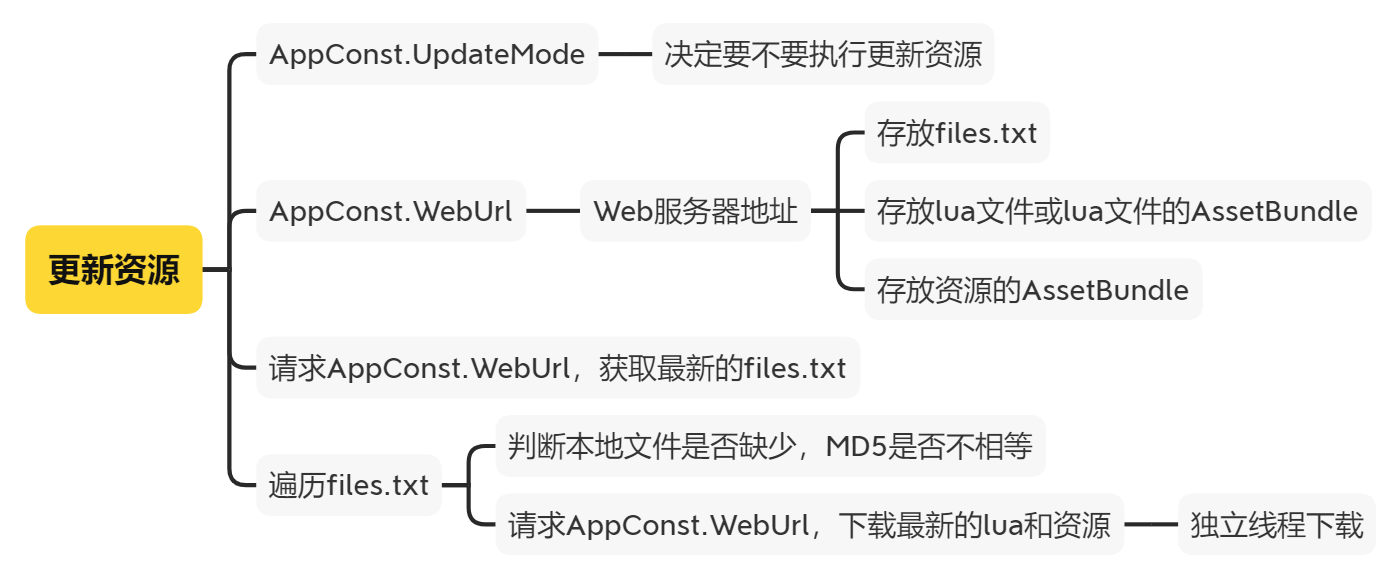 更新资源
AppConst.UpdateMode
决定要不要执行更新资源
AppConst.WebUrl
Web服务器地址
存放files.txt
存放lua文件或lua文件的AssetBundle
存放资源的AssetBundle
请求AppConst.WebUrl，获取最新的files.txt
遍历files.txt
判断本地文件是否缺少，MD5是否不相等
请求AppConst.WebUrl，下载最新的lua和资源
独立线程下载